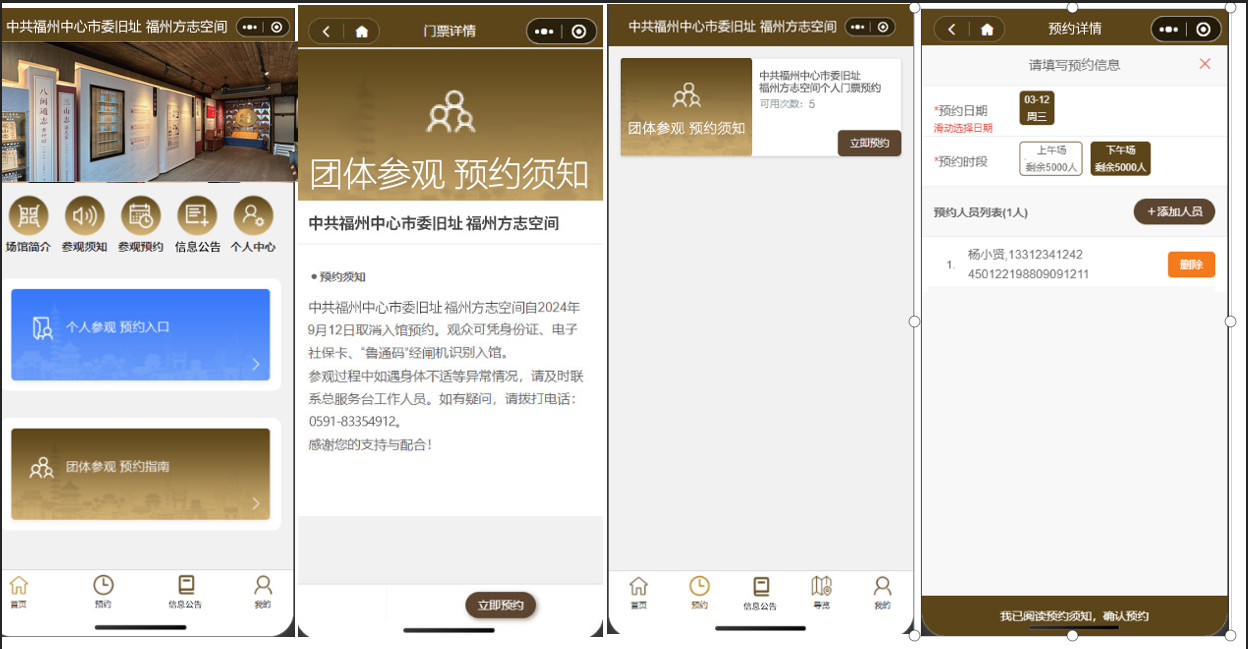 中共福州中心市委旧址 福州方志空间
八闽通志
三山志
场馆简介
参观须知
参观预约
信息公告
个人中心
个人参观 预约入口
团体参观 预约指南
首页
预约
信息公告
我的
门票详情
团体参观 预约须知
中共福州中心市委旧址 福州方志空间
●预约须知
中共福州中心市委旧址 福州方志空间自2024年
9月12日取消入馆预约。观众可凭身份证、电子
社保卡、“鲁通码”经闸机识别入馆。
参观过程中如遇身体不适等异常情况，请及时联
系总服务台工作人员。如有疑问，请拨打电话：
0591-83354912。
感谢您的支持与配合！
立即预约
中共福州中心市委旧址 福州方志空间
团体参观 预约须知
中共福州中心市委旧址
福州方志空间个人门票预约
可用次数：5
立即预约
首页
预约
信息公告
导览
我的
预约详情
请填写预约信息
*预约日期
滑动选择日期
03-12
周三
*预约时段
上午场
剩余5000人
下午场
剩余5000人
预约人员列表(1人)
+添加人员
1.
杨小贤,13312341242
450122198809091211
删除
我已阅读预约须知，确认预约